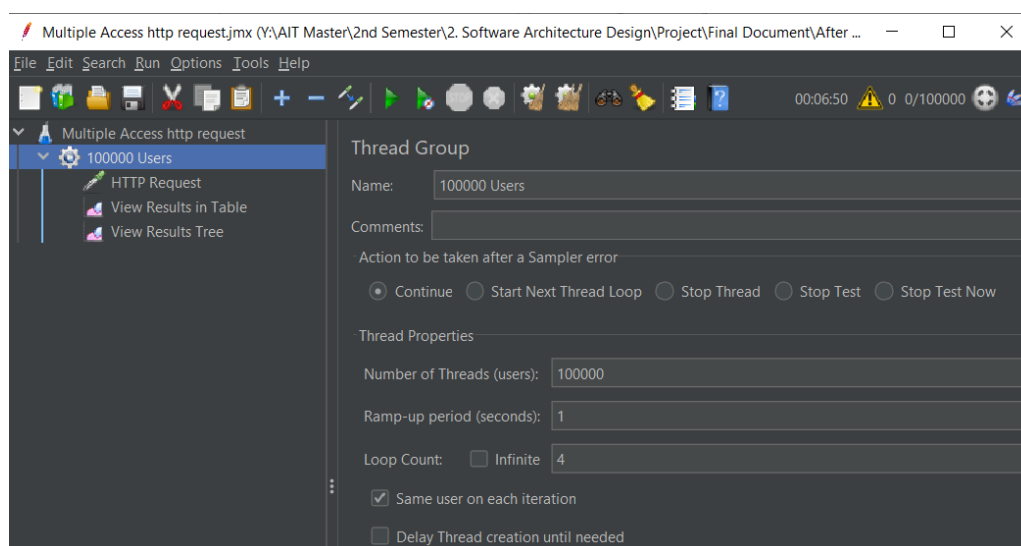 Multiple Access http request.jmx (Y:\AIT Master\2nd Semester\2. Software Architecture Design\Project\Final Document\After ...
File Edit Search Run Options Tools Help
STOP 00:06:50 0 0/100000
Multiple Access http request
100000 Users
HTTP Request
View Results in Table
View Results Tree
Thread Group
Name: 100000 Users
Comments:
Action to be taken after a Sampler error
Continue Start Next Thread Loop Stop Thread Stop Test Stop Test Now
Thread Properties
Number of Threads (users): 100000
Ramp-up period (seconds): 1
Loop Count: Infinite 4
Same user on each iteration
Delay Thread creation until needed